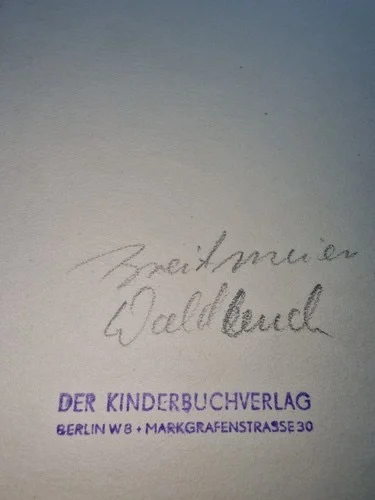 Breitmeier
Waldbuch
DER KINDERBUCHVERLAG
BERLIN W 8 • MARKGRAFENSTRASSE 30